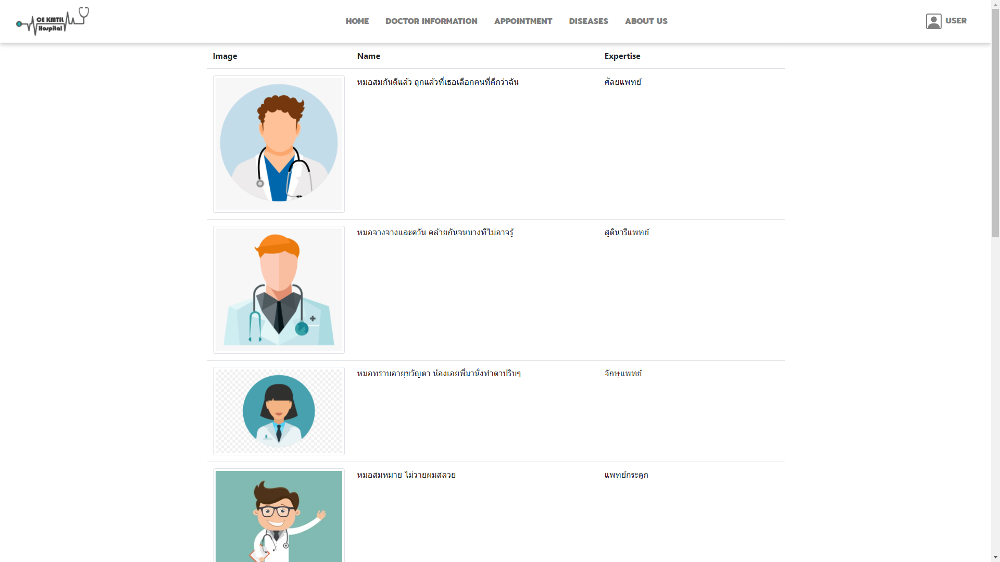 CE KMTIL
Hospital
HOME
DOCTOR INFORMATION
APPOINTMENT
DISEASES
ABOUT US
USER
Image
Name
Expertise
หมอสมกันดีแล้ว ถูกแล้วที่เธอเลือกคนที่ดีกว่าฉัน
ศัลยแพทย์
หมอจางจางและควัน คล้ายกันจนบางทีไม่อาจรู้
สูตินารีแพทย์
หมอทราบอายุขวัญตา น้องเอยพี่มานั่งทำตาปริบๆ
จักษุแพทย์
หมอสมหมาย ไม่วายผมสลวย
แพทย์กระดูก